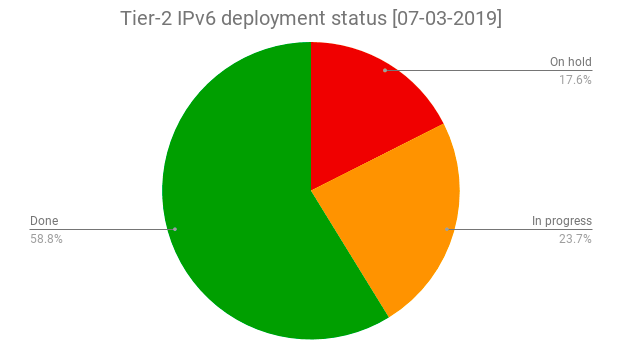 Tier-2 IPv6 deployment status [07-03-2019]
On hold
17.6%
Done
58.8%
In progress
23.7%